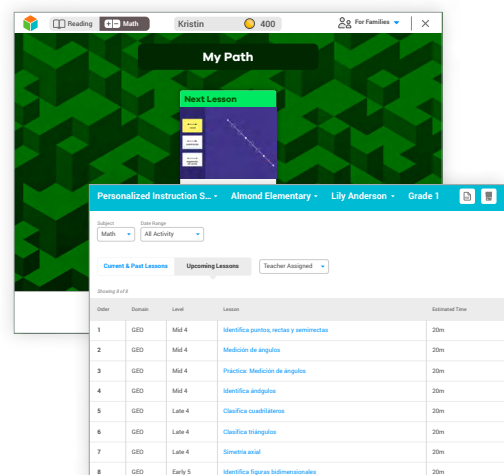 Reading
Math
Kristin
400
For Families
My Path
Next Lesson
Personalized Instruction S...
Almond Elementary
Lily Anderson
Grade 1
Subject
Date Range
Math
All Activity
Current & Past Lessons
Upcoming Lessons
Teacher Assigned
Showing 8 of 8
Order Domain Level Lesson Estimated Time
1 GEO Mid 4 Identifica puntos, rectas y semirrectas 20m
2 GEO Mid 4 Medición de ángulos 20m
3 GEO Mid 4 Práctica: Medición de ángulos 20m
4 GEO Mid 4 Identifica ándgulos 20m
5 GEO Late 4 Clasifica cuadriláteros 20m
6 GEO Late 4 Clasifica triángulos 20m
7 GEO Late 4 Simetría axial 20m
8 GEO Early 5 Identifica figuras bidimensionales 20m